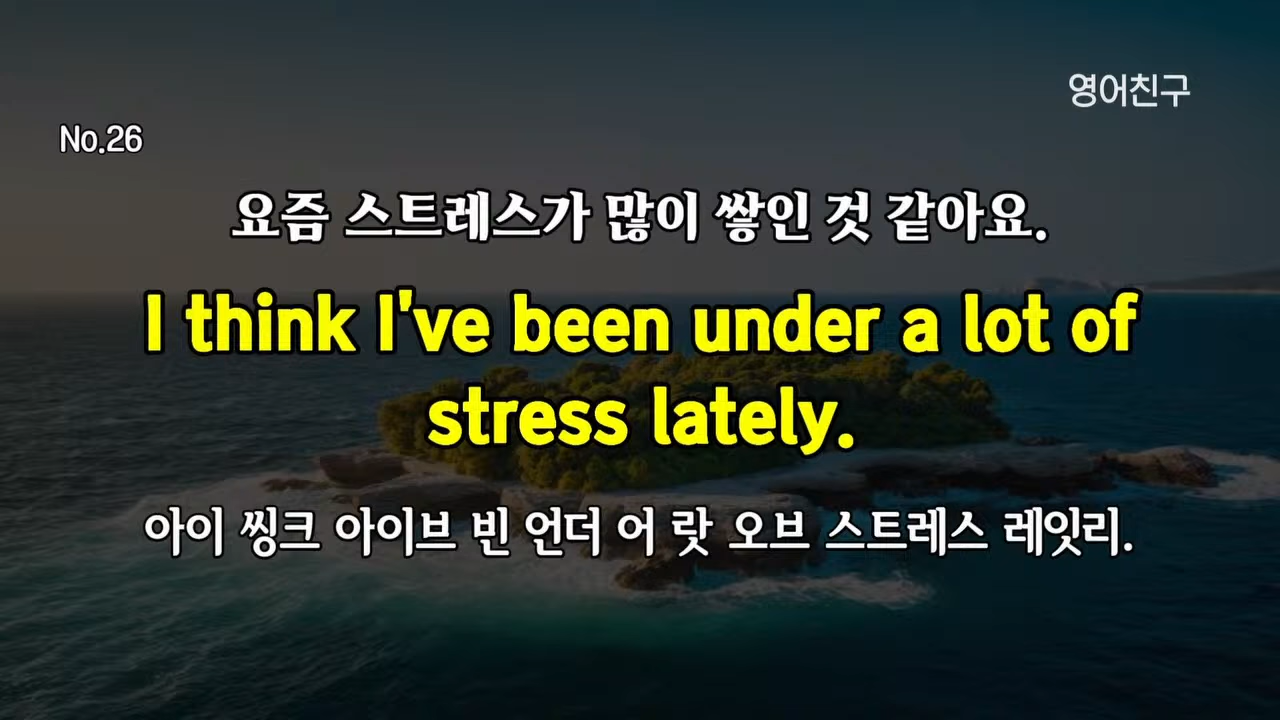 영어친구
No.26
요즘 스트레스가 많이 쌓인 것 같아요.
I think I've been under a lot of
stress lately.
아이 씽크 아이브 빈 언더 어 랏 오브 스트레스 레잇리.